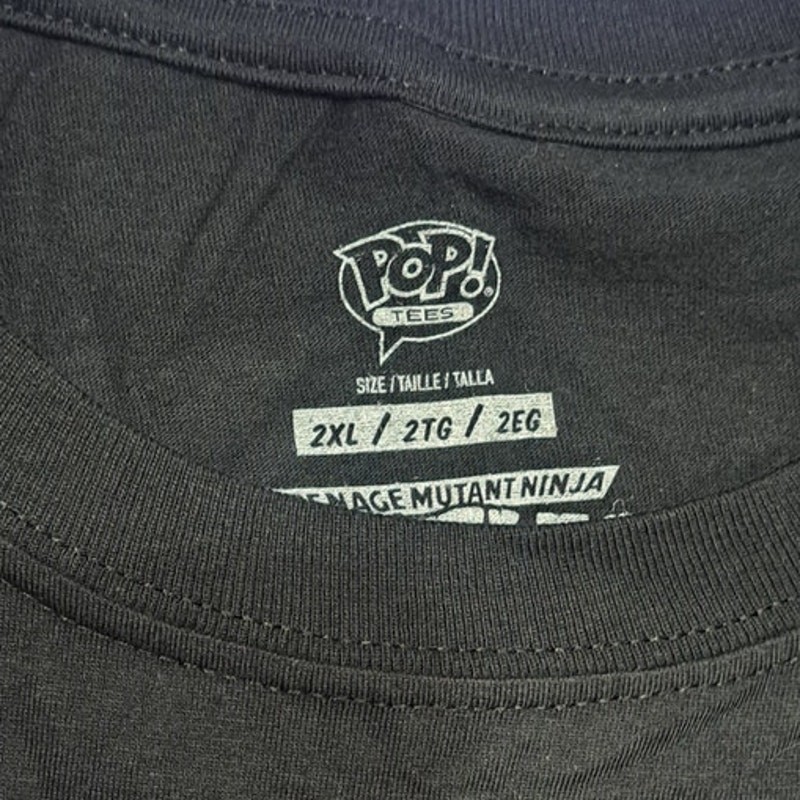 POP!®
TEES
SIZE / TAILLE / TALLA
2XL / 2TG / 2EG
MUTANT NINJA